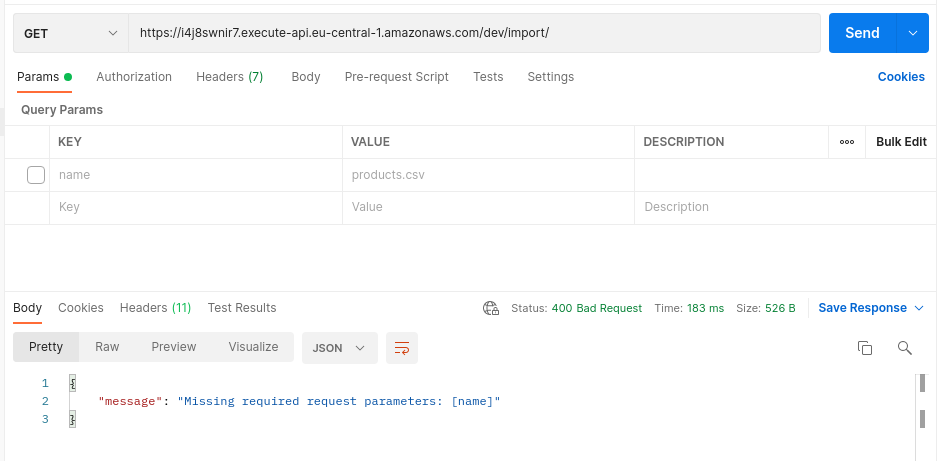 GET https://i4j8swnir7.execute-api.eu-central-1.amazonaws.com/dev/import/ Send
Params Authorization Headers (7) Body Pre-request Script Tests Settings Cookies
Query Params
KEY VALUE DESCRIPTION Bulk Edit
name products.csv
Key Value Description
Body Cookies Headers (11) Test Results Status: 400 Bad Request Time: 183 ms Size: 526 B Save Response
Pretty Raw Preview Visualize JSON
1 {
2 "message": "Missing required request parameters: [name]"
3 }